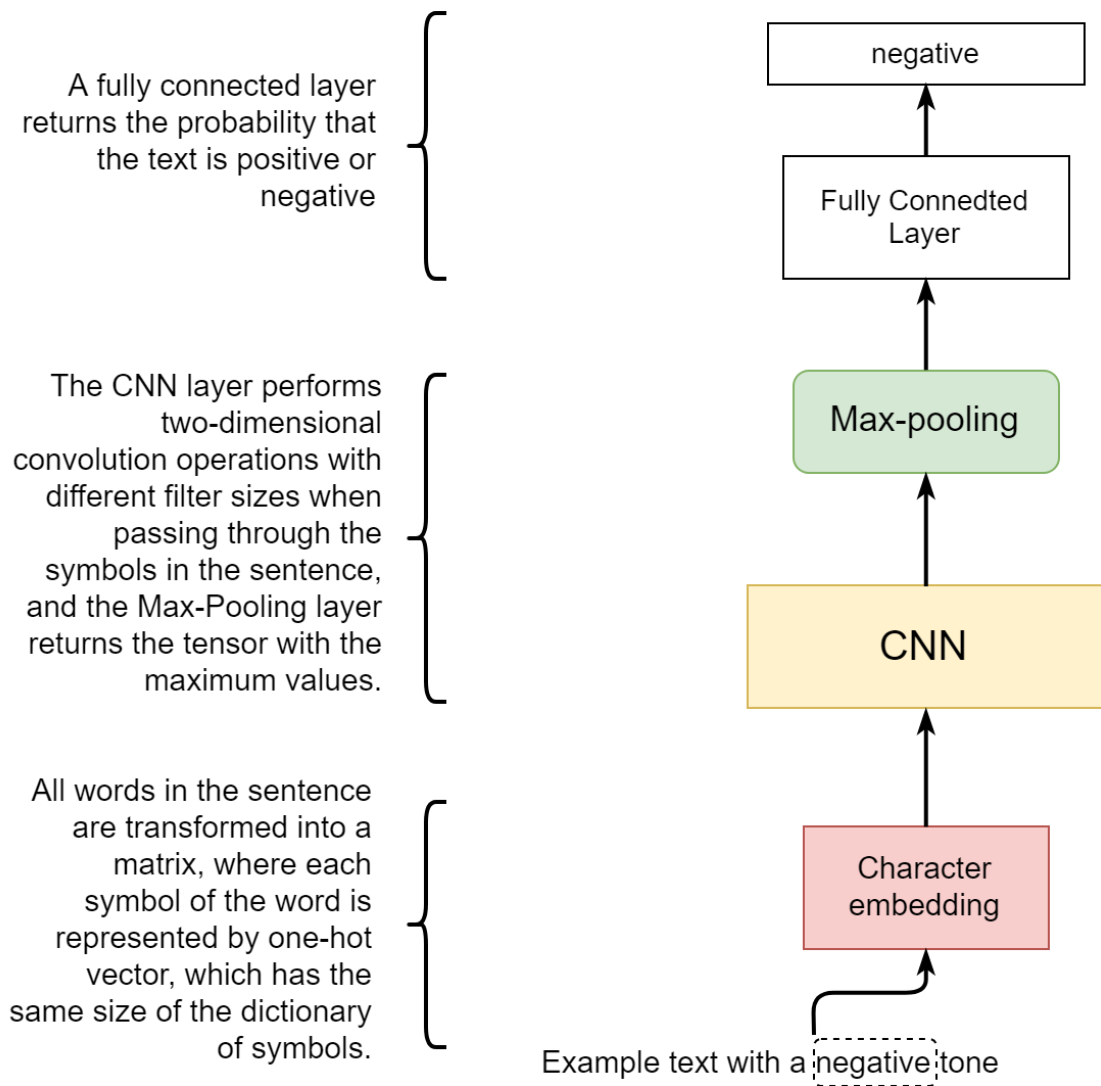 A fully connected layer
returns the probability that
the text is positive or
negative
negative
Fully Connedted
Layer
The CNN layer performs
two-dimensional
convolution operations with
different filter sizes when
passing through the
symbols in the sentence,
and the Max-Pooling layer
returns the tensor with the
maximum values.
Max-pooling
CNN
All words in the sentence
are transformed into a
matrix, where each
symbol of the word is
represented by one-hot
vector, which has the
same size of the dictionary
of symbols.
Character
embedding
Example text with a negative tone